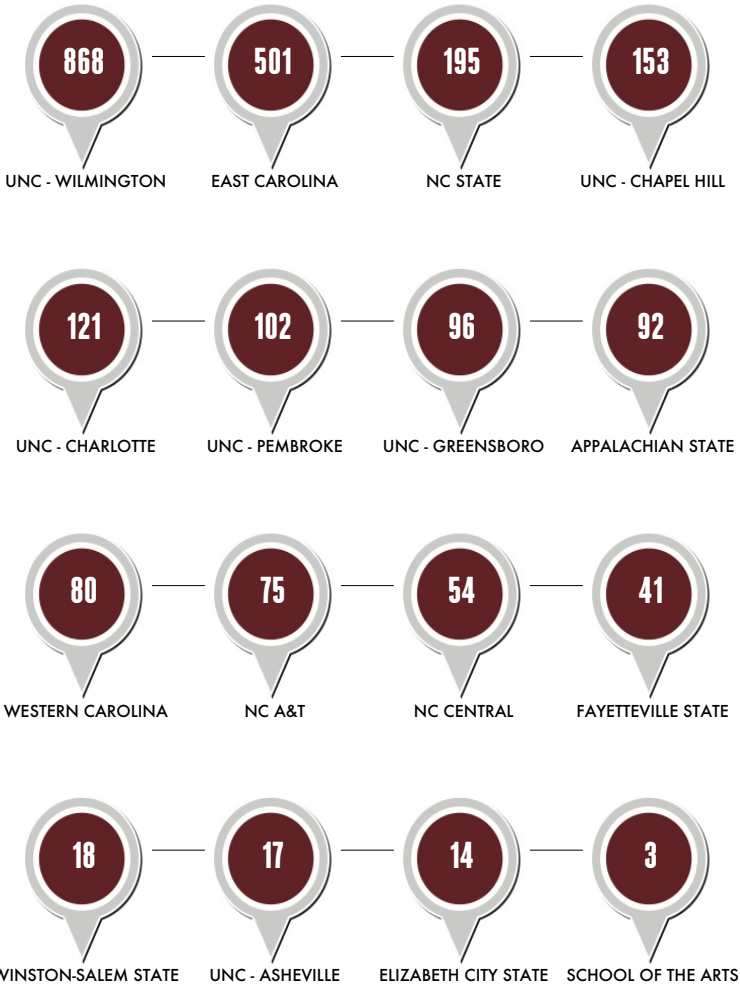 868 501 195 153
UNC - WILMINGTON EAST CAROLINA NC STATE UNC - CHAPEL HILL
121 102 96 92
UNC - CHARLOTTE UNC - PEMBROKE UNC - GREENSBORO APPALACHIAN STATE
80 75 54 41
WESTERN CAROLINA NC A&T NC CENTRAL FAYETTEVILLE STATE
18 17 14 3
WINSTON-SALEM STATE UNC - ASHEVILLE ELIZABETH CITY STATE SCHOOL OF THE ARTS